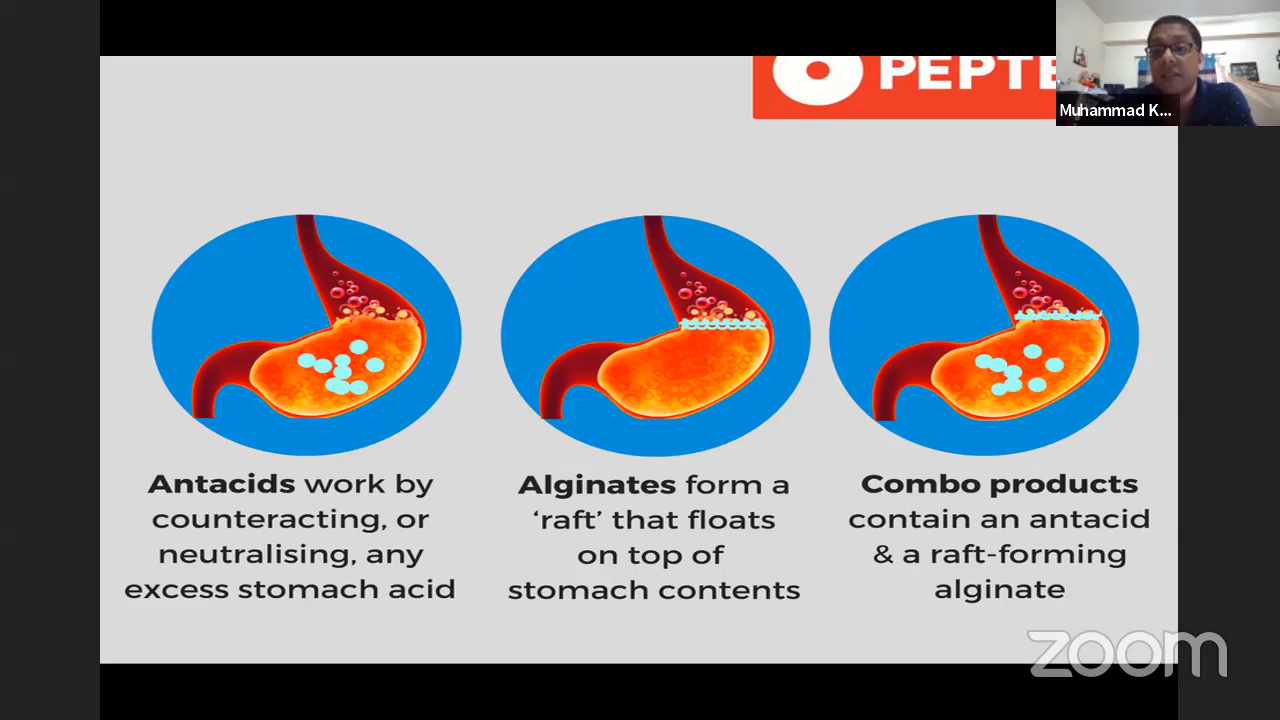 PEPTE
Muhammad K...
Antacids work by
counteracting, or
neutralising, any
excess stomach acid
Alginates form a
‘raft’ that floats
on top of
stomach contents
Combo products
contain an antacid
& a raft-forming
alginate
zoom